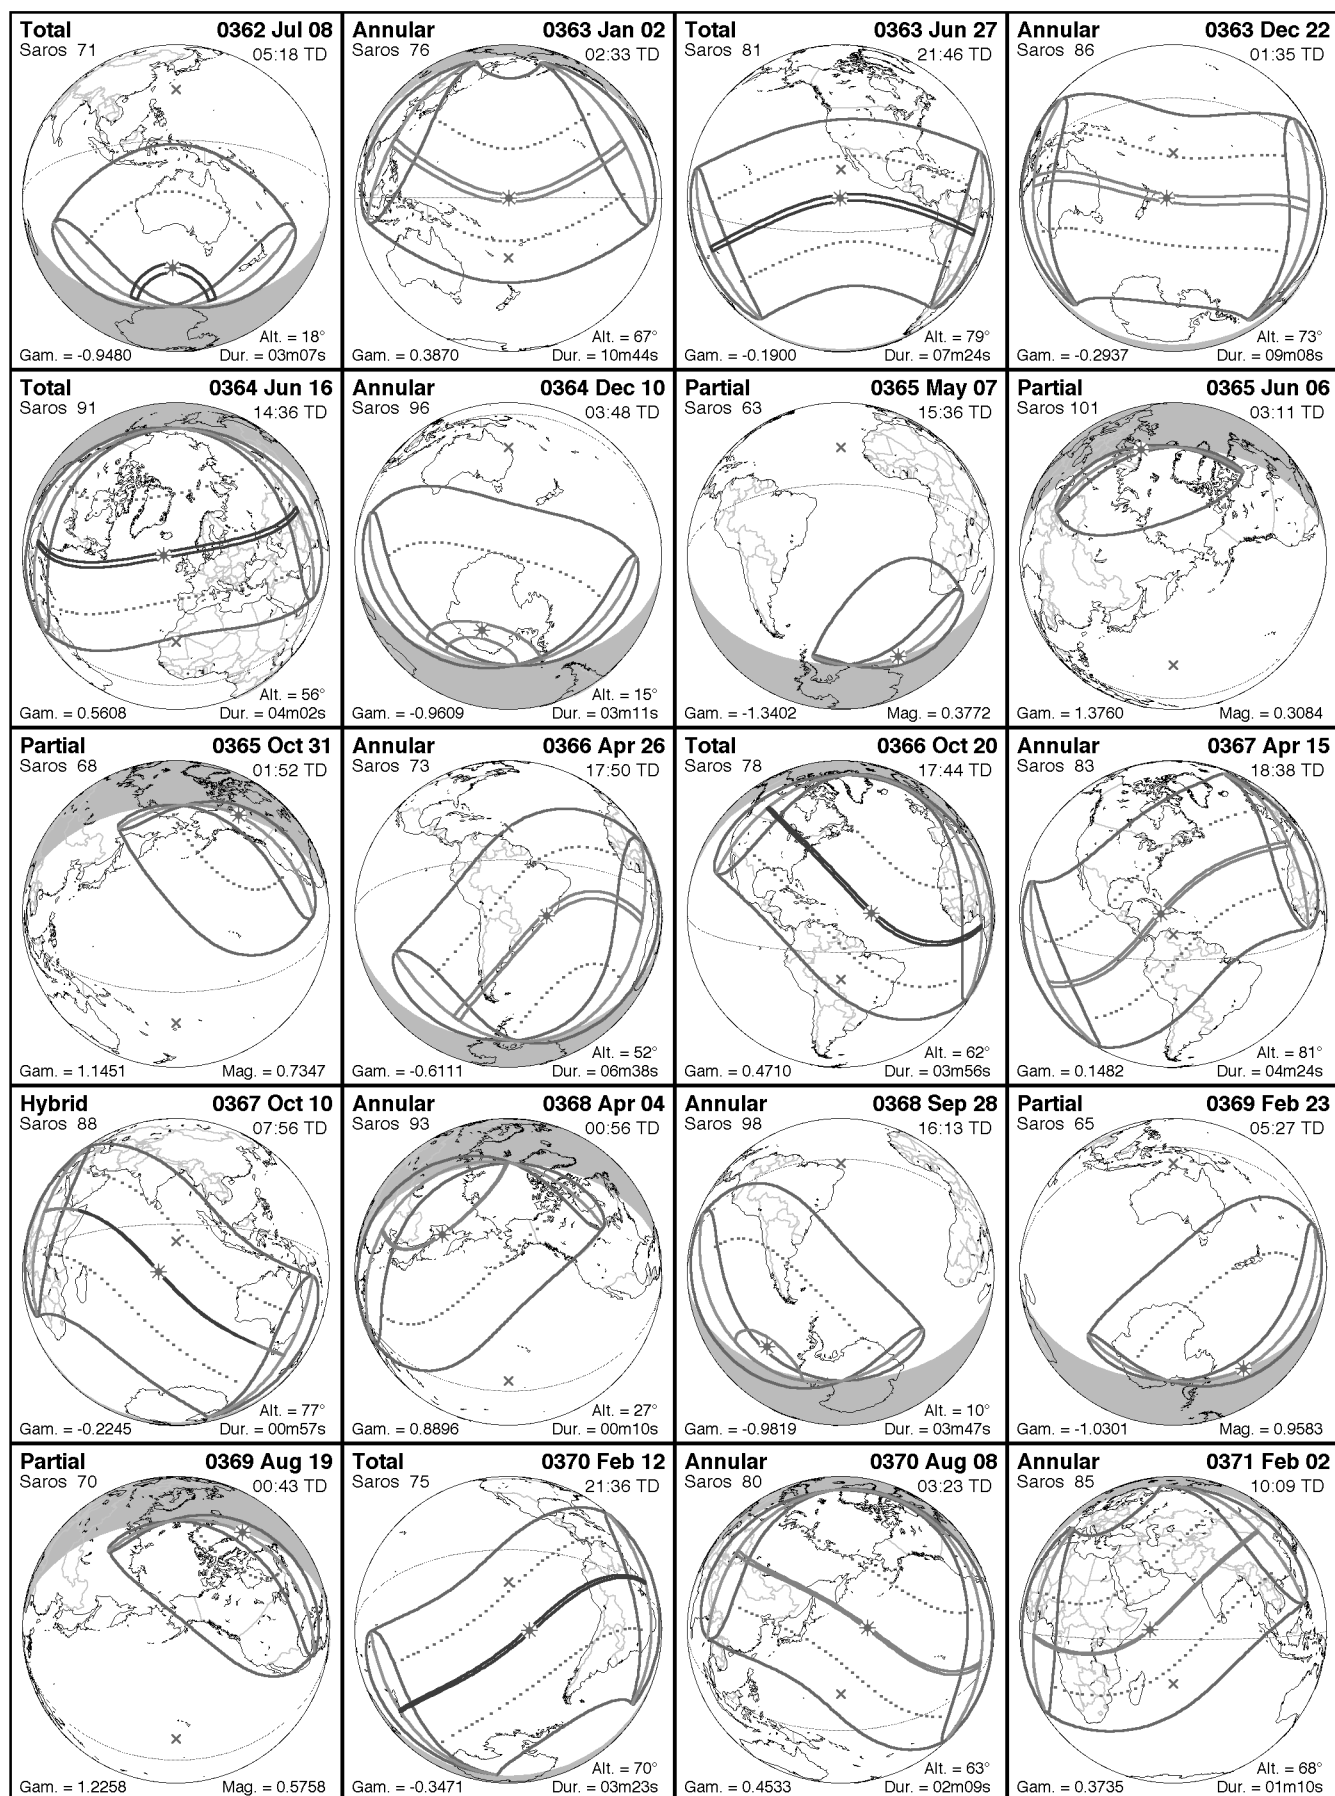 Total 0362 Jul 08
Saros 71 05:18 TD
Alt. = 18°
Gam. = -0.9480 Dur. = 03m07s
Annular 0363 Jan 02
Saros 76 02:33 TD
Alt. = 67°
Gam. = 0.3870 Dur. = 10m44s
Total 0363 Jun 27
Saros 81 21:46 TD
Alt. = 79°
Gam. = -0.1900 Dur. = 07m24s
Annular 0363 Dec 22
Saros 86 01:35 TD
Alt. = 73°
Gam. = -0.2937 Dur. = 09m08s
Total 0364 Jun 16
Saros 91 14:36 TD
Alt. = 56°
Gam. = 0.5608 Dur. = 04m02s
Annular 0364 Dec 10
Saros 96 03:48 TD
Alt. = 15°
Gam. = -0.9609 Dur. = 03m11s
Partial 0365 May 07
Saros 63 15:36 TD
Gam. = -1.3402 Mag. = 0.3772
Partial 0365 Jun 06
Saros 101 03:11 TD
Gam. = 1.3760 Mag. = 0.3084
Partial 0365 Oct 31
Saros 68 01:52 TD
Gam. = 1.1451 Mag. = 0.7347
Annular 0366 Apr 26
Saros 73 17:50 TD
Alt. = 52°
Gam. = -0.6111 Dur. = 06m38s
Total 0366 Oct 20
Saros 78 17:44 TD
Alt. = 62°
Gam. = 0.4710 Dur. = 03m56s
Annular 0367 Apr 15
Saros 83 18:38 TD
Alt. = 81°
Gam. = 0.1482 Dur. = 04m24s
Hybrid 0367 Oct 10
Saros 88 07:56 TD
Alt. = 77°
Gam. = -0.2245 Dur. = 00m57s
Annular 0368 Apr 04
Saros 93 00:56 TD
Alt. = 27°
Gam. = 0.8896 Dur. = 00m10s
Annular 0368 Sep 28
Saros 98 16:13 TD
Alt. = 10°
Gam. = -0.9819 Dur. = 03m47s
Partial 0369 Feb 23
Saros 65 05:27 TD
Gam. = -1.0301 Mag. = 0.9583
Partial 0369 Aug 19
Saros 70 00:43 TD
Gam. = 1.2258 Mag. = 0.5758
Total 0370 Feb 12
Saros 75 21:36 TD
Alt. = 70°
Gam. = -0.3471 Dur. = 03m23s
Annular 0370 Aug 08
Saros 80 03:23 TD
Alt. = 63°
Gam. = 0.4533 Dur. = 02m09s
Annular 0371 Feb 02
Saros 85 10:09 TD
Alt. = 68°
Gam. = 0.3735 Dur. = 01m10s